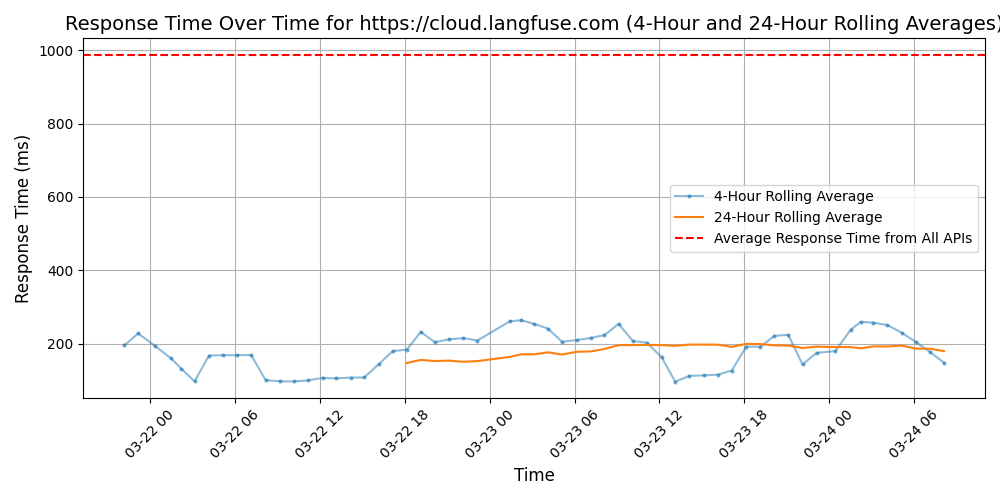 Response Time Over Time for https://cloud.langfuse.com (4-Hour and 24-Hour Rolling Averages)
Response Time (ms)
1000
800
600
400
200
4-Hour Rolling Average
24-Hour Rolling Average
Average Response Time from All APIs
03-22 00
03-22 06
03-22 12
03-22 18
03-23 00
03-23 06
03-23 12
03-23 18
03-24 00
03-24 06
Time